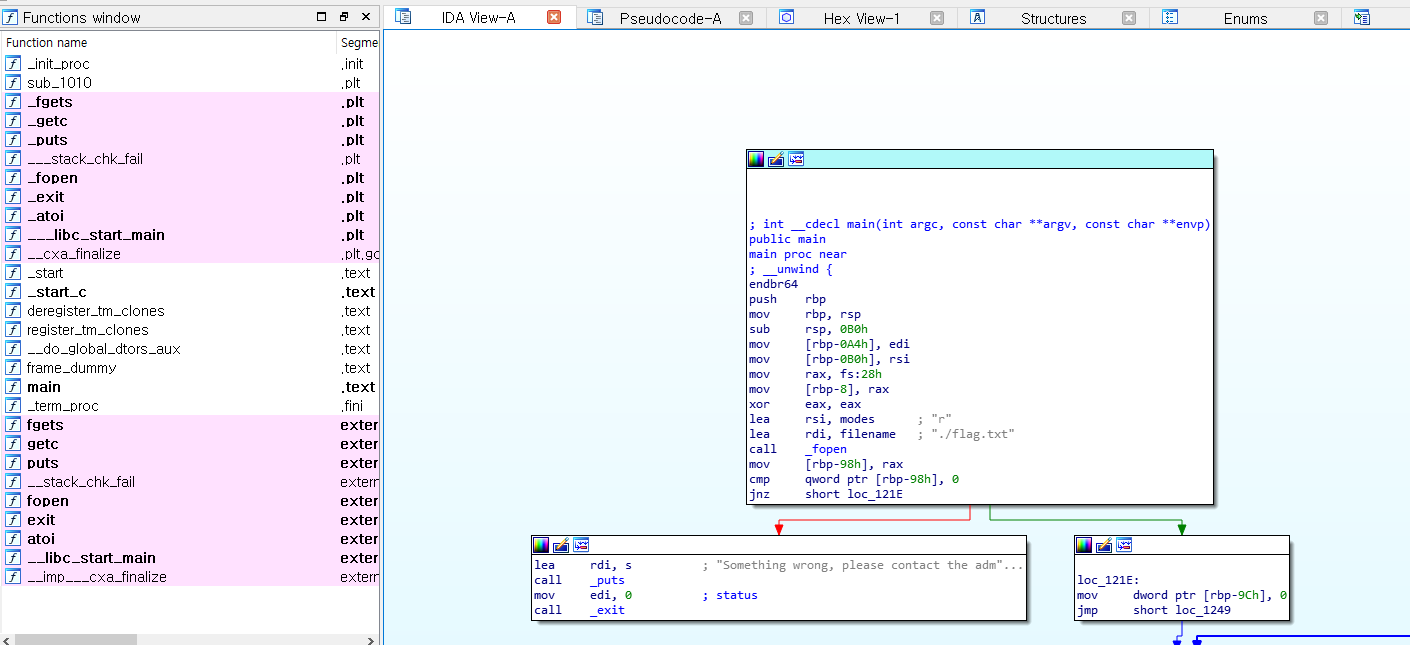 Functions window
IDA View-A
Pseudocode-A
Hex View-1
Structures
Enums
Function name Segme
_init_proc .init
sub_1010 .plt
_fgets .plt
_getc .plt
_puts .plt
___stack_chk_fail .plt
_fopen .plt
_exit .plt
_atoi .plt
___libc_start_main .plt
__cxa_finalize .plt.gc
_start .text
_start_c .text
deregister_tm_clones .text
register_tm_clones .text
__do_global_dtors_aux .text
frame_dummy .text
main .text
_term_proc .fini
fgets exter
getc exter
puts exter
__stack_chk_fail extern
fopen exter
exit exter
atoi exter
__libc_start_main exter
__imp___cxa_finalize extern
; int __cdecl main(int argc, const char **argv, const char **envp)
public main
main proc near
; __unwind {
endbr64
push rbp
mov rbp, rsp
sub rsp, 0B0h
mov [rbp-0A4h], edi
mov [rbp-0B0h], rsi
mov rax, fs:28h
mov [rbp-8], rax
xor eax, eax
lea rsi, modes ; "r"
lea rdi, filename ; "./flag.txt"
call _fopen
mov [rbp-98h], rax
cmp qword ptr [rbp-98h], 0
jnz short loc_121E
lea rdi, s ; "Something wrong, please contact the adm"...
call _puts
mov edi, 0 ; status
call _exit
loc_121E:
mov dword ptr [rbp-9Ch], 0
jmp short loc_1249